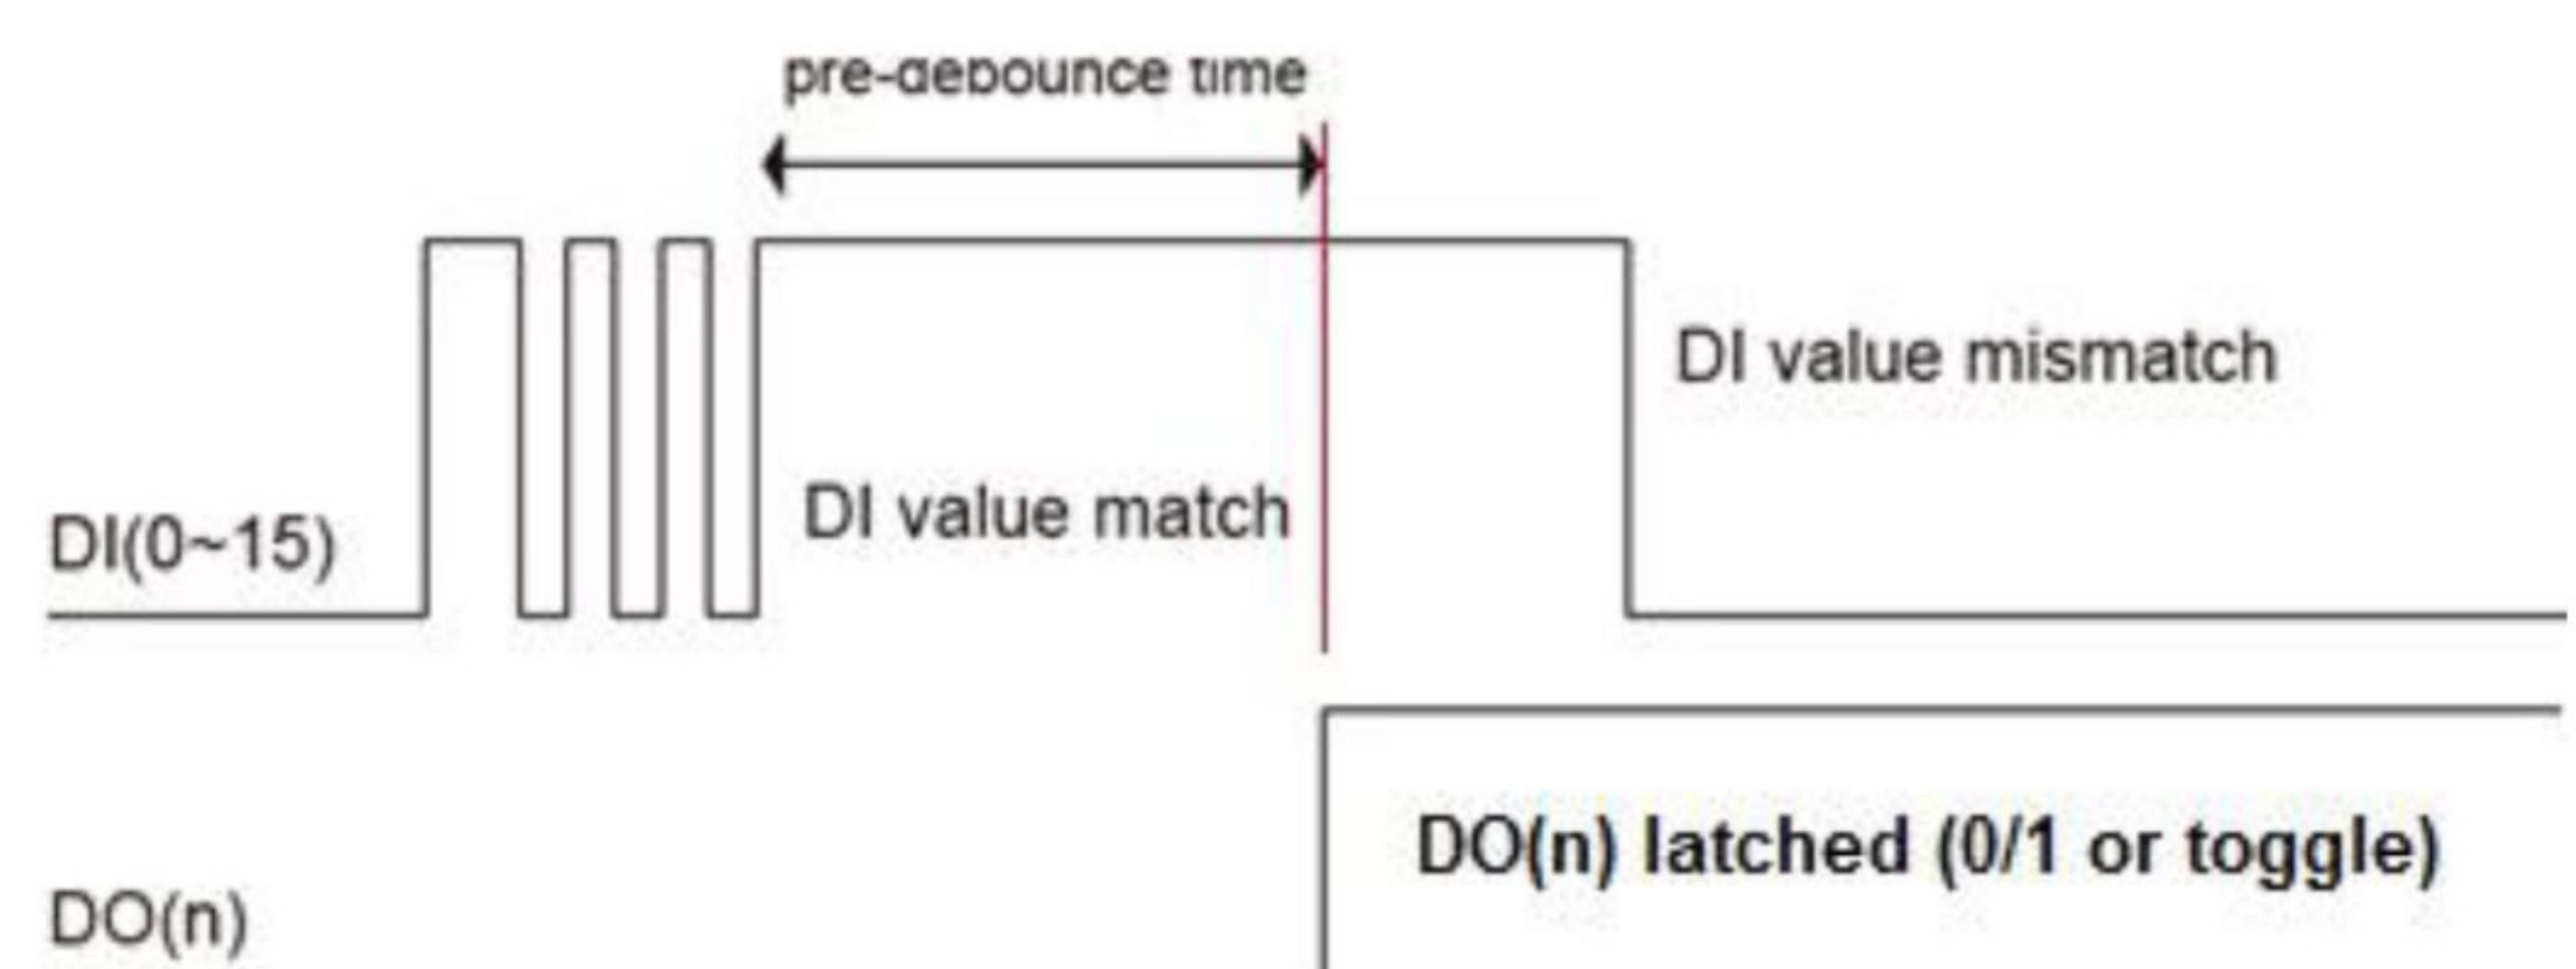 pre-debounce time
DI value mismatch
DI value match
DI(0~15)
DO(n) latched (0/1 or toggle)
DO(n)